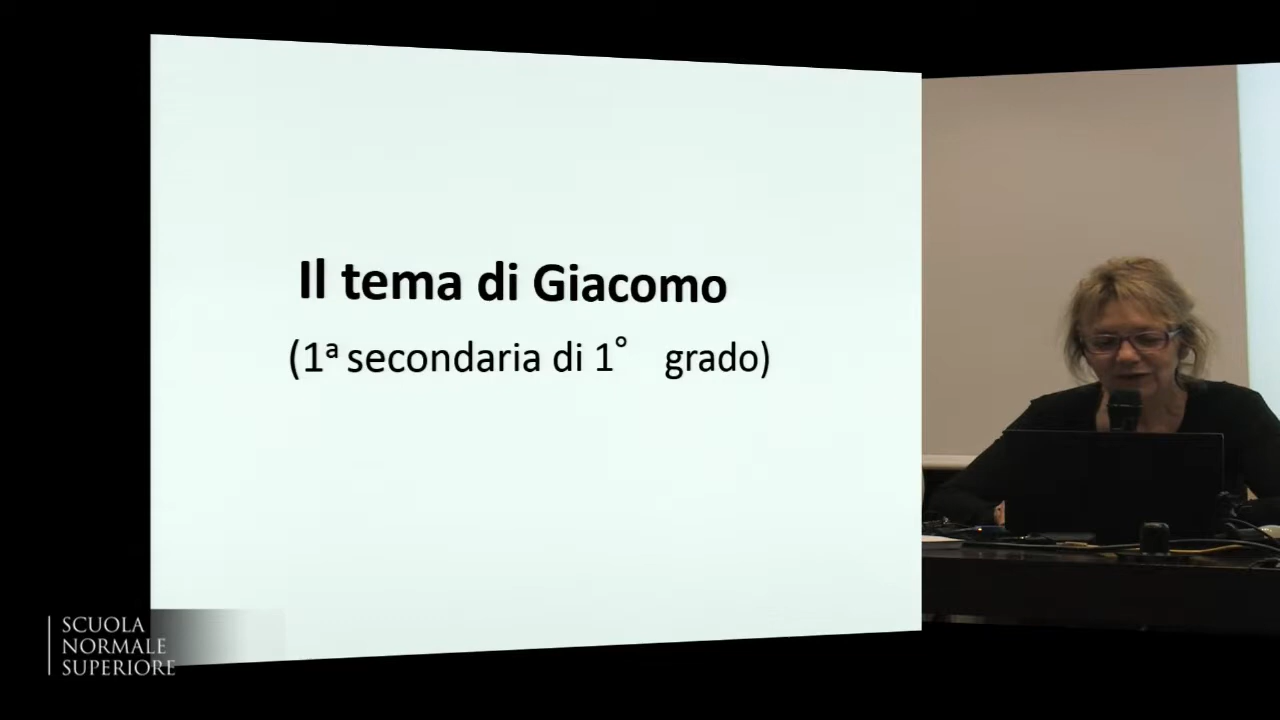 Il tema di Giacomo
(1ª secondaria di 1° grado)
SCUOLA
NORMALE
SUPERIORE